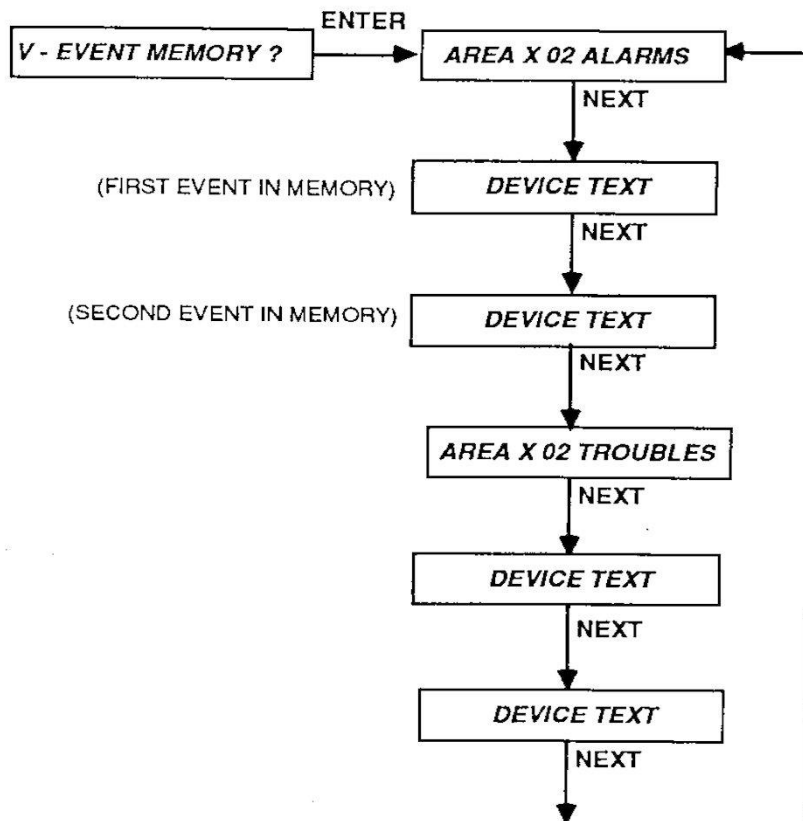 ENTER
V - EVENT MEMORY ?
AREA X 02 ALARMS
NEXT
(FIRST EVENT IN MEMORY)
DEVICE TEXT
NEXT
(SECOND EVENT IN MEMORY)
DEVICE TEXT
NEXT
AREA X 02 TROUBLES
NEXT
DEVICE TEXT
NEXT
DEVICE TEXT
NEXT